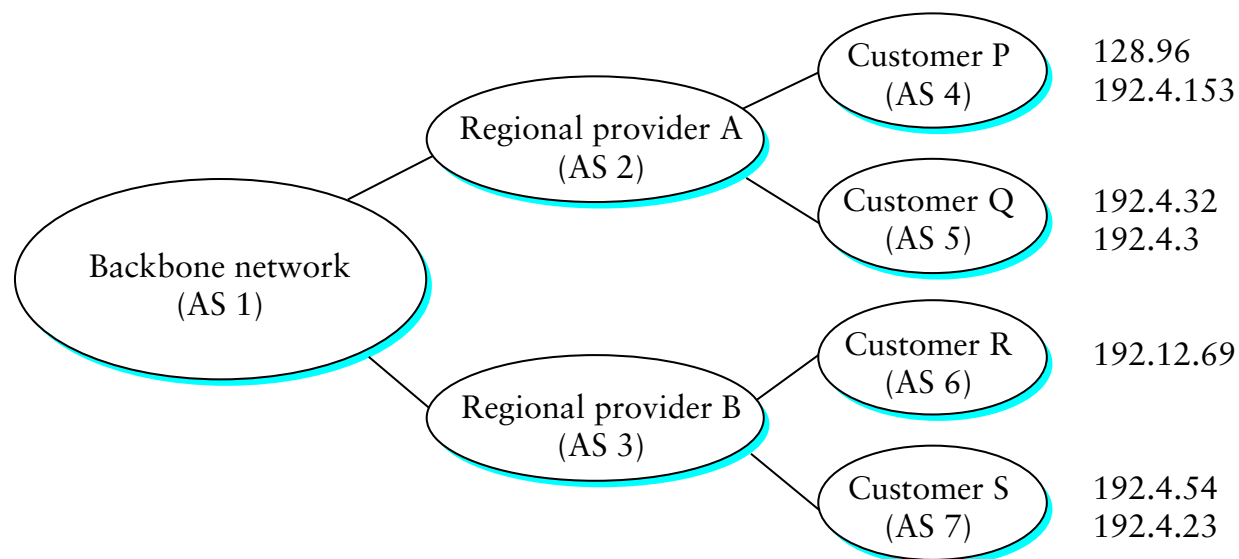 Backbone network
(AS 1)
Regional provider A
(AS 2)
Regional provider B
(AS 3)
Customer P
(AS 4)
128.96
192.4.153
Customer Q
(AS 5)
192.4.32
192.4.3
Customer R
(AS 6)
192.12.69
Customer S
(AS 7)
192.4.54
192.4.23